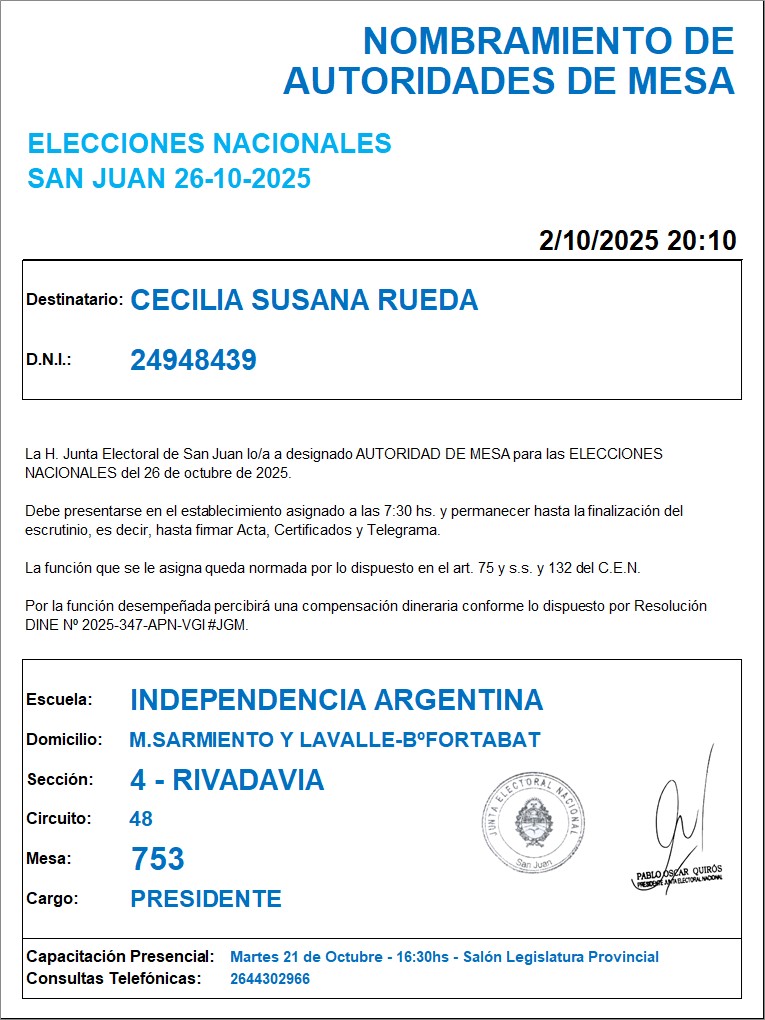 NOMBRAMIENTO DE
AUTORIDADES DE MESA
ELECCIONES NACIONALES
SAN JUAN 26-10-2025
2/10/2025 20:10
Destinatario: CECILIA SUSANA RUEDA
D.N.I.: 24948439
La H. Junta Electoral de San Juan lo/a a designado AUTORIDAD DE MESA para las ELECCIONES
NACIONALES del 26 de octubre de 2025.
Debe presentarse en el establecimiento asignado a las 7:30 hs. y permanecer hasta la finalización del
escrutinio, es decir, hasta firmar Acta, Certificados y Telegrama.
La función que se le asigna queda normada por lo dispuesto en el art. 75 y s.s. y 132 del C.E.N.
Por la función desempeñada percibirá una compensación dineraria conforme lo dispuesto por Resolución
DINE Nº 2025-347-APN-VGI#JGM.
Escuela: INDEPENDENCIA ARGENTINA
Domicilio: M.SARMIENTO Y LAVALLE-BºFORTABAT
Sección: 4 - RIVADAVIA
Circuito: 48
Mesa: 753
Cargo: PRESIDENTE
JUNTA ELECTORAL NACIONAL
San Juan
PABLO OSCAR QUIRÓS
PRESIDENTE JUNTA ELECTORAL NACIONAL
Capacitación Presencial: Martes 21 de Octubre - 16:30hs - Salón Legislatura Provincial
Consultas Telefónicas: 2644302966